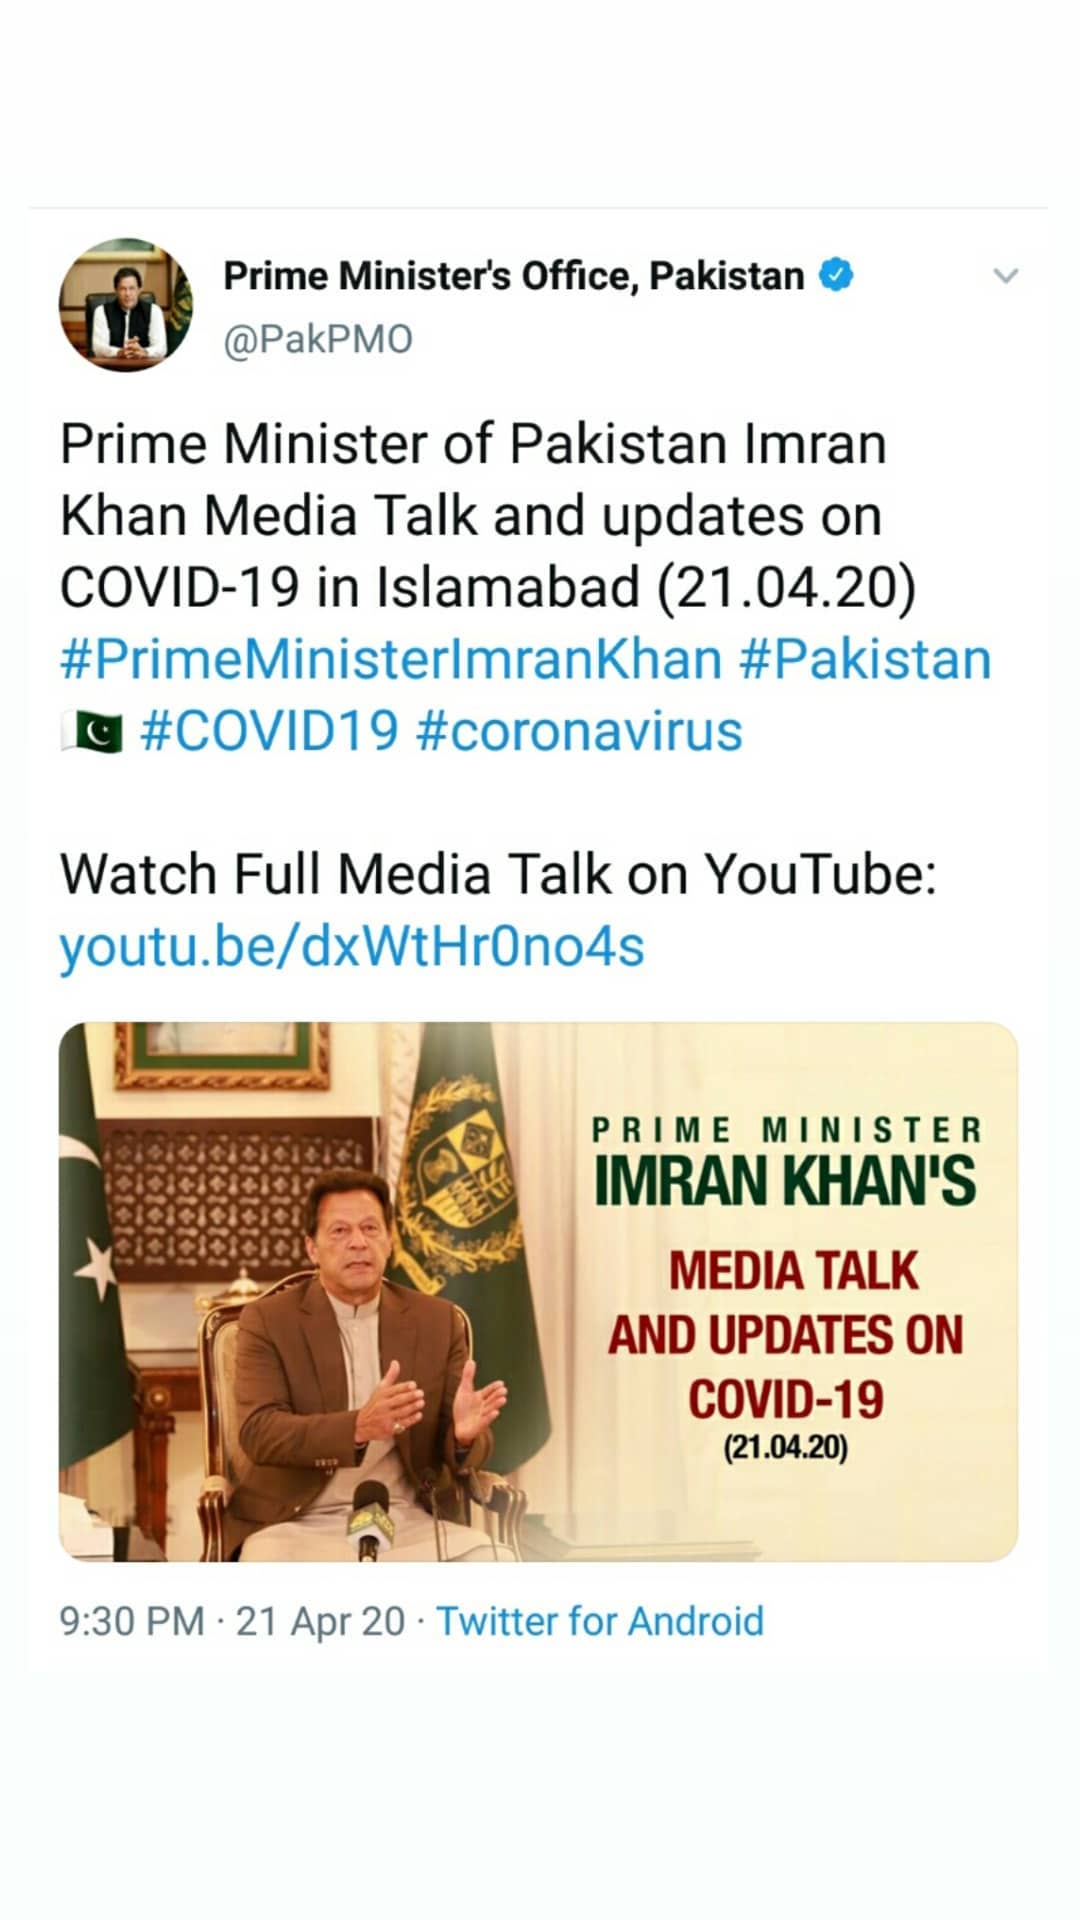 Prime Minister's Office, Pakistan
@PakPMO
Prime Minister of Pakistan Imran
Khan Media Talk and updates on
COVID-19 in Islamabad (21.04.20)
#PrimeMinisterImranKhan #Pakistan
🇵🇰 #COVID19 #coronavirus
Watch Full Media Talk on YouTube:
youtu.be/dxWtHr0no4s
PRIME MINISTER
IMRAN KHAN'S
MEDIA TALK
AND UPDATES ON
COVID-19
(21.04.20)
9:30 PM · 21 Apr 20 · Twitter for Android